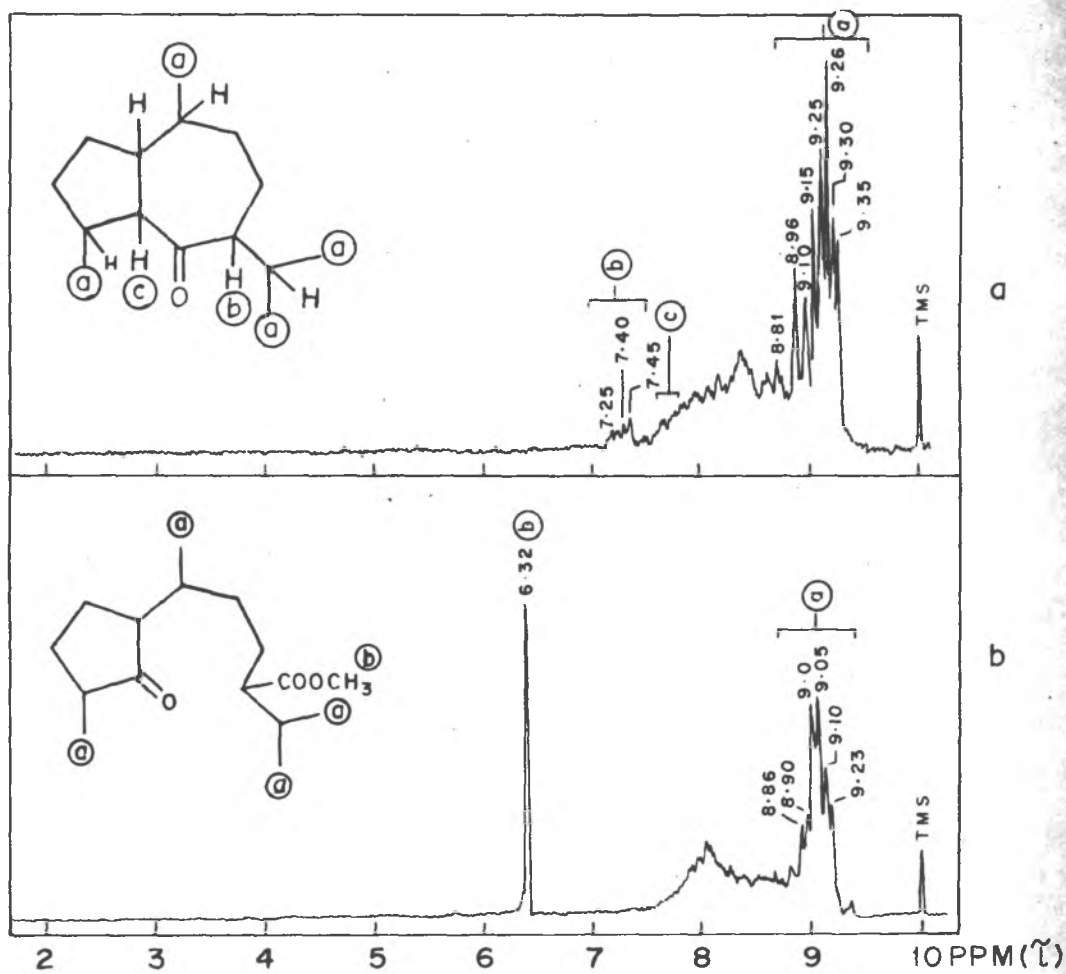 a
H
H
a
a
H
H
c
O
H
b
H
a
b
7.25
7.40
7.45
c
8.81
8.96
9.10
9.15
9.25
9.26
9.30
9.35
a
TMS
a
a
O
a
COOCH3
b
a
a
6.32 b
8.86
8.90
9.0
9.05
9.10
9.23
a
TMS
b
2 3 4 5 6 7 8 9 10 PPM(τ)